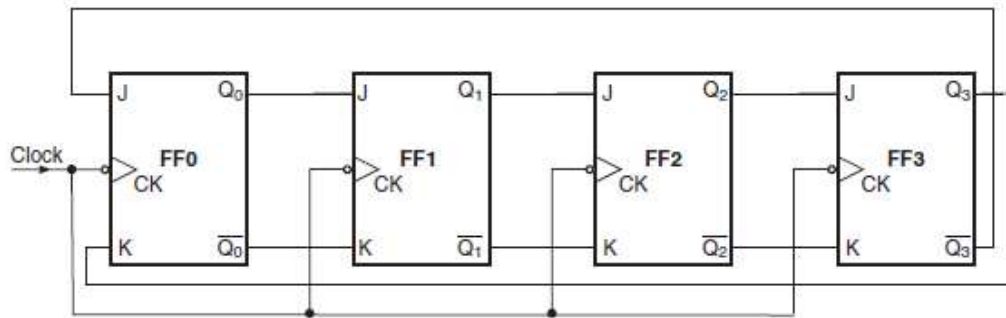 J Q₀ J Q₁ J Q₂ J Q₃
Clock FF0 FF1 FF2 FF3
CK CK CK CK
K Q̅₀ K Q̅₁ K Q̅₂ K Q̅₃